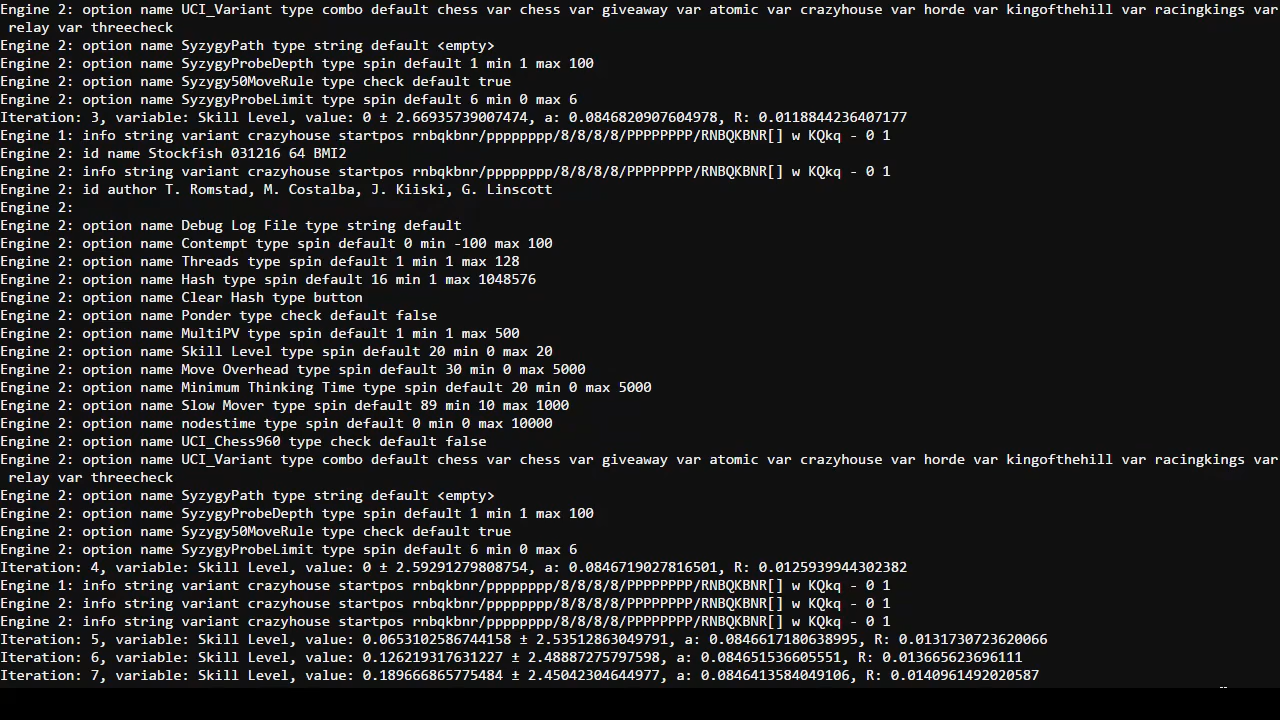 Engine 2: option name UCI_Variant type combo default chess var chess var giveaway var atomic var crazyhouse var horde var kingofthehill var racingkings var
relay var threecheck
Engine 2: option name SyzygyPath type string default <empty>
Engine 2: option name SyzygyProbeDepth type spin default 1 min 1 max 100
Engine 2: option name Syzygy50MoveRule type check default true
Engine 2: option name SyzygyProbeLimit type spin default 6 min 0 max 6
Iteration: 3, variable: Skill Level, value: 0 ± 2.66935739007474, a: 0.0846820907604978, R: 0.0118844236407177
Engine 1: info string variant crazyhouse startpos rnbqkbnr/pppppppp/8/8/8/8/PPPPPPPP/RNBQKBNR[] w KQkq - 0 1
Engine 2: id name Stockfish 031216 64 BMI2
Engine 2: info string variant crazyhouse startpos rnbqkbnr/pppppppp/8/8/8/8/PPPPPPPP/RNBQKBNR[] w KQkq - 0 1
Engine 2: id author T. Romstad, M. Costalba, J. Kiiski, G. Linscott
Engine 2:
Engine 2: option name Debug Log File type string default
Engine 2: option name Contempt type spin default 0 min -100 max 100
Engine 2: option name Threads type spin default 1 min 1 max 128
Engine 2: option name Hash type spin default 16 min 1 max 1048576
Engine 2: option name Clear Hash type button
Engine 2: option name Ponder type check default false
Engine 2: option name MultiPV type spin default 1 min 1 max 500
Engine 2: option name Skill Level type spin default 20 min 0 max 20
Engine 2: option name Move Overhead type spin default 30 min 0 max 5000
Engine 2: option name Minimum Thinking Time type spin default 20 min 0 max 5000
Engine 2: option name Slow Mover type spin default 89 min 10 max 1000
Engine 2: option name nodestime type spin default 0 min 0 max 10000
Engine 2: option name UCI_Chess960 type check default false
Engine 2: option name UCI_Variant type combo default chess var chess var giveaway var atomic var crazyhouse var horde var kingofthehill var racingkings var
relay var threecheck
Engine 2: option name SyzygyPath type string default <empty>
Engine 2: option name SyzygyProbeDepth type spin default 1 min 1 max 100
Engine 2: option name Syzygy50MoveRule type check default true
Engine 2: option name SyzygyProbeLimit type spin default 6 min 0 max 6
Iteration: 4, variable: Skill Level, value: 0 ± 2.59291279808754, a: 0.0846719027816501, R: 0.0125939944302382
Engine 1: info string variant crazyhouse startpos rnbqkbnr/pppppppp/8/8/8/8/PPPPPPPP/RNBQKBNR[] w KQkq - 0 1
Engine 2: info string variant crazyhouse startpos rnbqkbnr/pppppppp/8/8/8/8/PPPPPPPP/RNBQKBNR[] w KQkq - 0 1
Engine 2: info string variant crazyhouse startpos rnbqkbnr/pppppppp/8/8/8/8/PPPPPPPP/RNBQKBNR[] w KQkq - 0 1
Iteration: 5, variable: Skill Level, value: 0.0653102586744158 ± 2.53512863049791, a: 0.0846617180638995, R: 0.0131730723620066
Iteration: 6, variable: Skill Level, value: 0.126219317631227 ± 2.48887275797598, a: 0.084651536605551, R: 0.013665623696111
Iteration: 7, variable: Skill Level, value: 0.189666865775484 ± 2.45042304644977, a: 0.0846413584049106, R: 0.0140961492020587